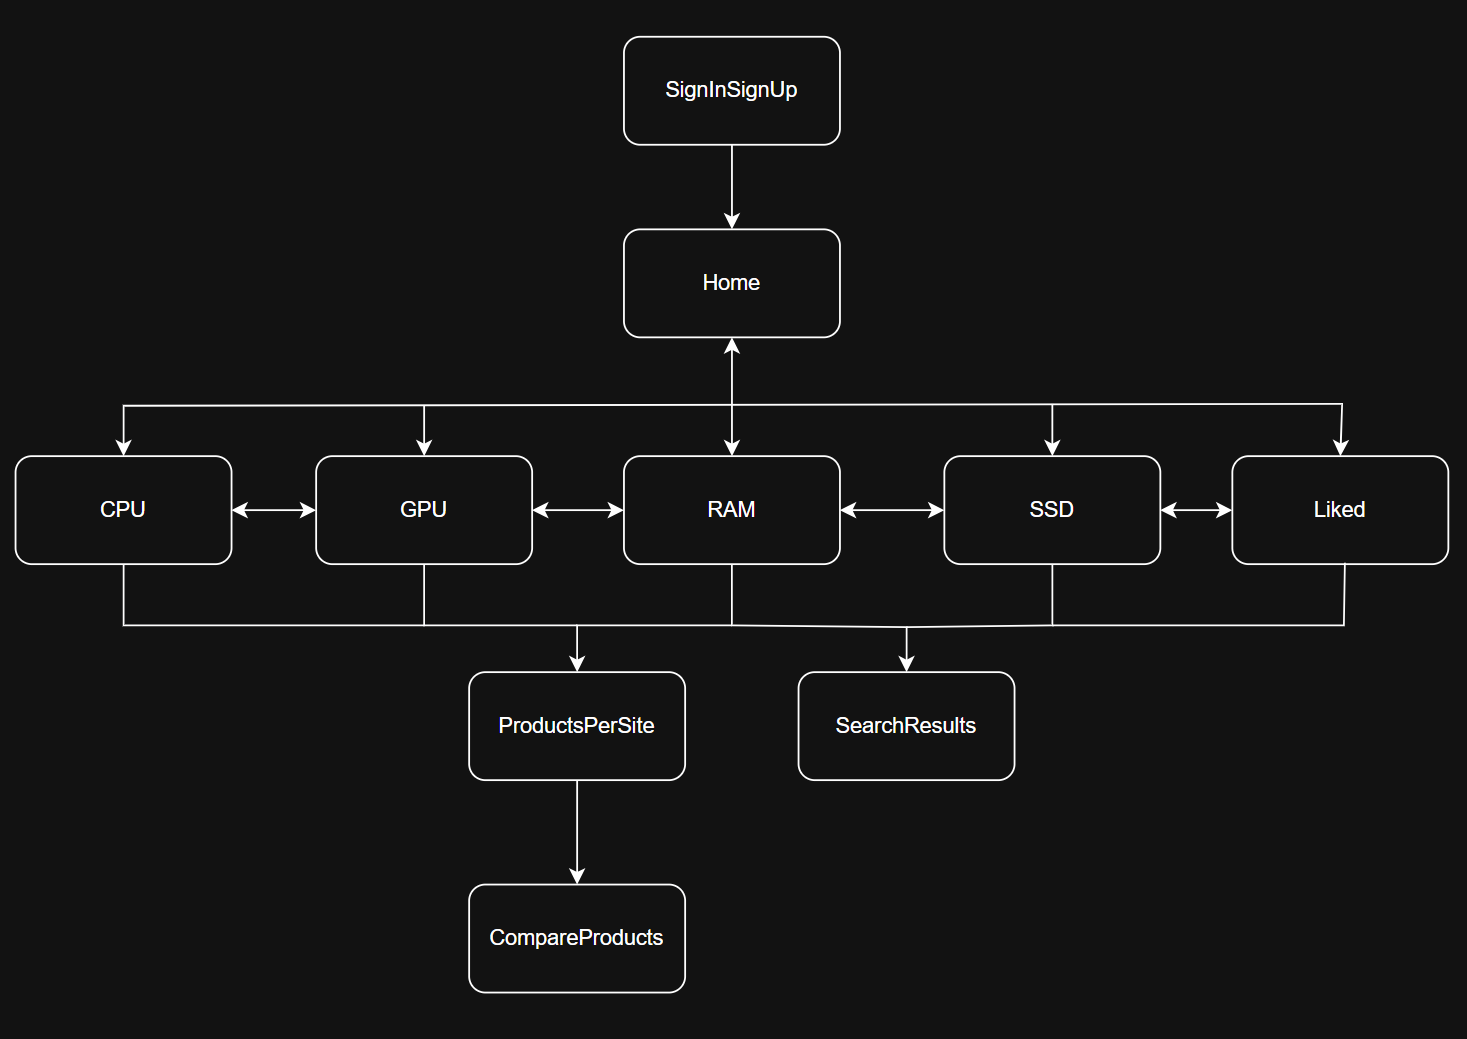 SignInSignUp
Home
CPU
GPU
RAM
SSD
Liked
ProductsPerSite
SearchResults
CompareProducts